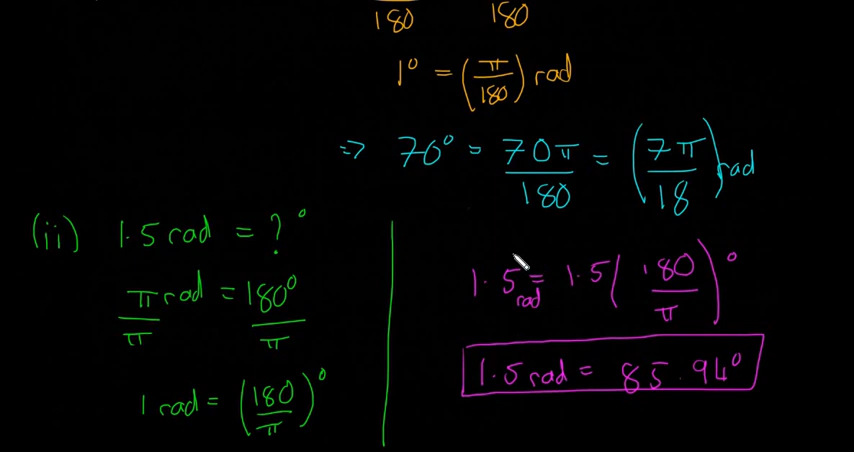 180 180
1° = (π/180) rad
⇒ 70° = 70π/180 = (7π/18) rad
(ii) 1.5 rad = ?°
π rad/π = 180°/π
1 rad = (180/π)°
1.5 rad = 1.5(180/π)°
1.5 rad = 85.94°